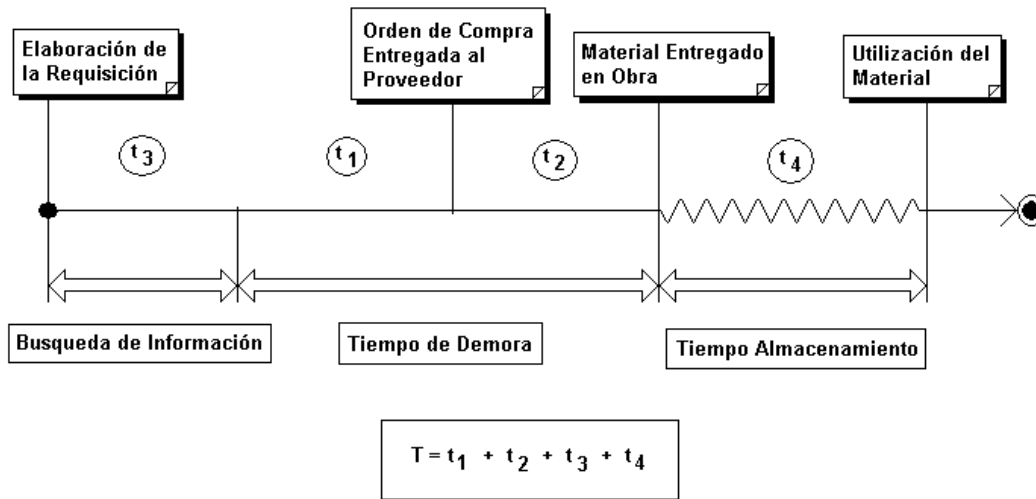 Elaboración de
la Requisición
Orden de Compra
Entregada al
Proveedor
Material Entregado
en Obra
Utilización del
Material
t3
t1
t2
t4
Busqueda de Información
Tiempo de Demora
Tiempo Almacenamiento
T = t1 + t2 + t3 + t4